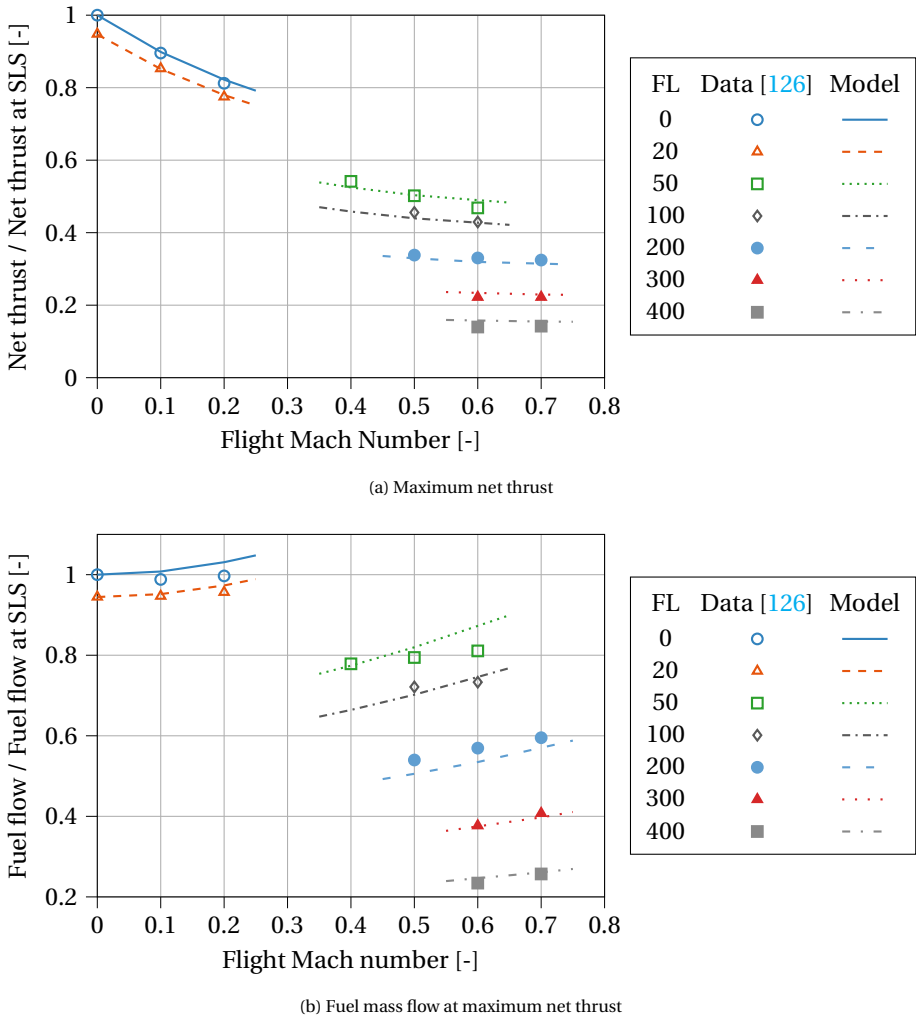 Net thrust / Net thrust at SLS [-]
1
0.8
0.6
0.4
0.2
0
0 0.1 0.2 0.3 0.4 0.5 0.6 0.7 0.8
Flight Mach Number [-]
FL Data [126] Model
0
20
50
100
200
300
400
(a) Maximum net thrust
Fuel flow / Fuel flow at SLS [-]
1
0.8
0.6
0.4
0.2
0 0.1 0.2 0.3 0.4 0.5 0.6 0.7 0.8
Flight Mach number [-]
FL Data [126] Model
0
20
50
100
200
300
400
(b) Fuel mass flow at maximum net thrust